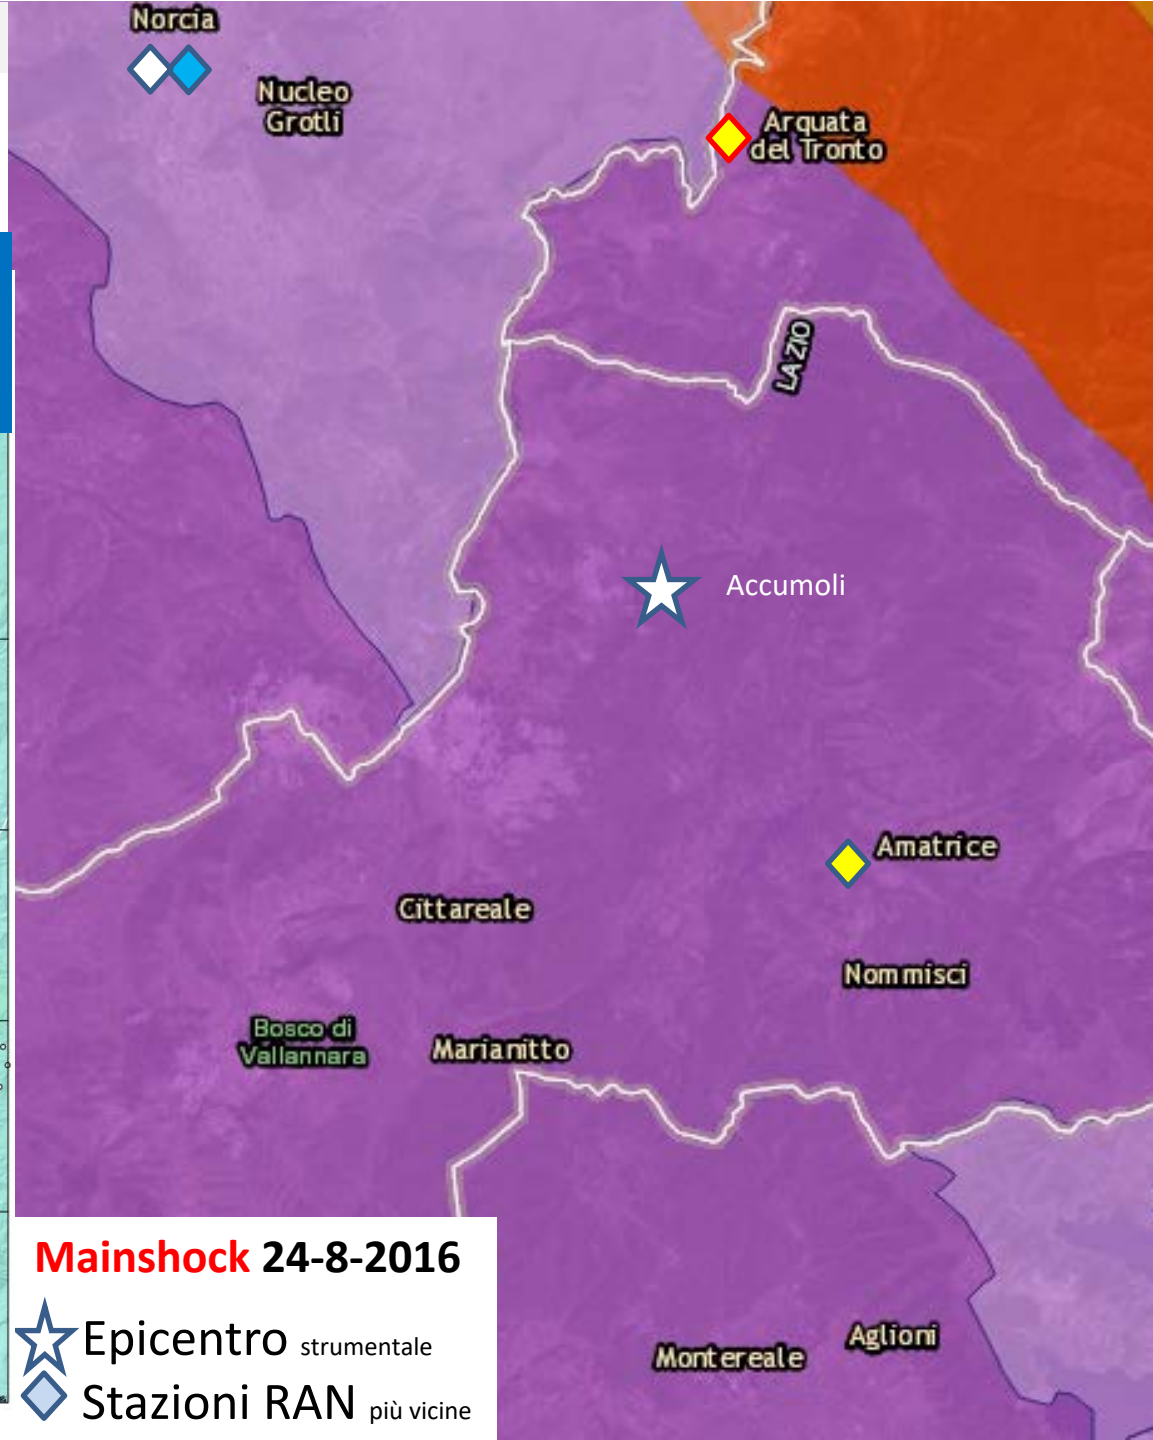 Norcia
Nucleo
Grotli
Arquata
del Tronto
LAZIO
Accumoli
Amatrice
Cittareale
Nommisci
Bosco di
Vallannara
Marianitto
Mainshock 24-8-2016
Epicentro strumentale
Stazioni RAN più vicine
Aglioni
Montereale